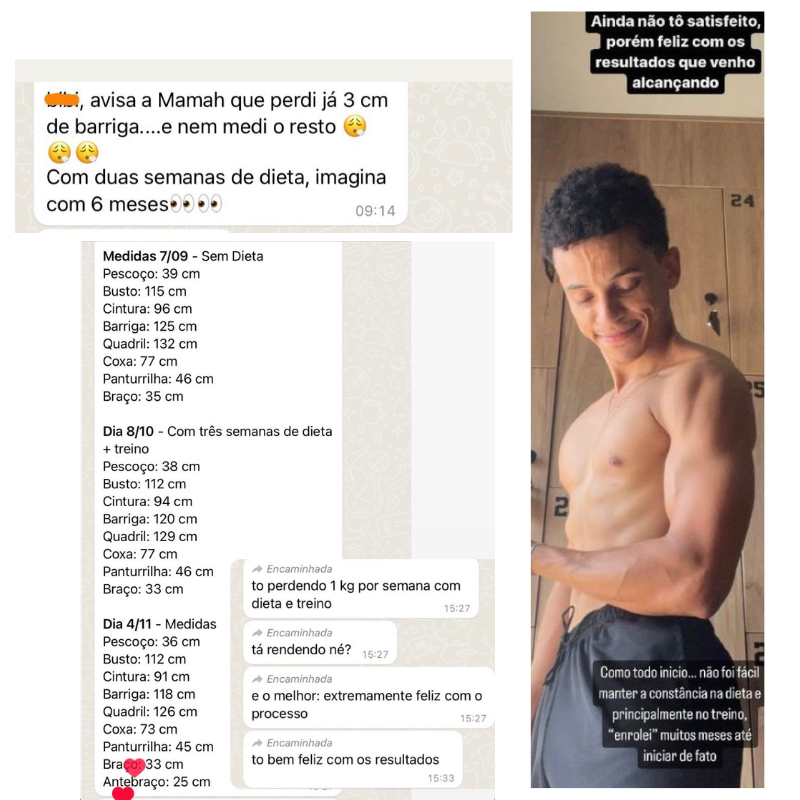 , avisa a Mamah que perdi já 3 cm
de barriga....e nem medi o resto 😮‍💨
😮‍💨😮‍💨
Com duas semanas de dieta, imagina
com 6 meses👀👀
09:14
Medidas 7/09 - Sem Dieta
Pescoço: 39 cm
Busto: 115 cm
Cintura: 96 cm
Barriga: 125 cm
Quadril: 132 cm
Coxa: 77 cm
Panturrilha: 46 cm
Braço: 35 cm
Dia 8/10 - Com três semanas de dieta
+ treino
Pescoço: 38 cm
Busto: 112 cm
Cintura: 94 cm
Barriga: 120 cm
Quadril: 129 cm
Coxa: 77 cm
Panturrilha: 46 cm
Braço: 33 cm
Dia 4/11 - Medidas
Pescoço: 36 cm
Busto: 112 cm
Cintura: 91 cm
Barriga: 118 cm
Quadril: 126 cm
Coxa: 73 cm
Panturrilha: 45 cm
Braço: 33 cm
Antebraço: 25 cm
Encaminhada
to perdendo 1 kg por semana com
dieta e treino
15:27
Encaminhada
tá rendendo né?
15:27
Encaminhada
e o melhor: extremamente feliz com o
processo
15:27
Encaminhada
to bem feliz com os resultados
15:33
Ainda não tô satisfeito,
porém feliz com os
resultados que venho
alcançando
24
25
2
Como todo inicio... não foi fácil
manter a constância na dieta e
principalmente no treino,
“enrolei” muitos meses até
iniciar de fato